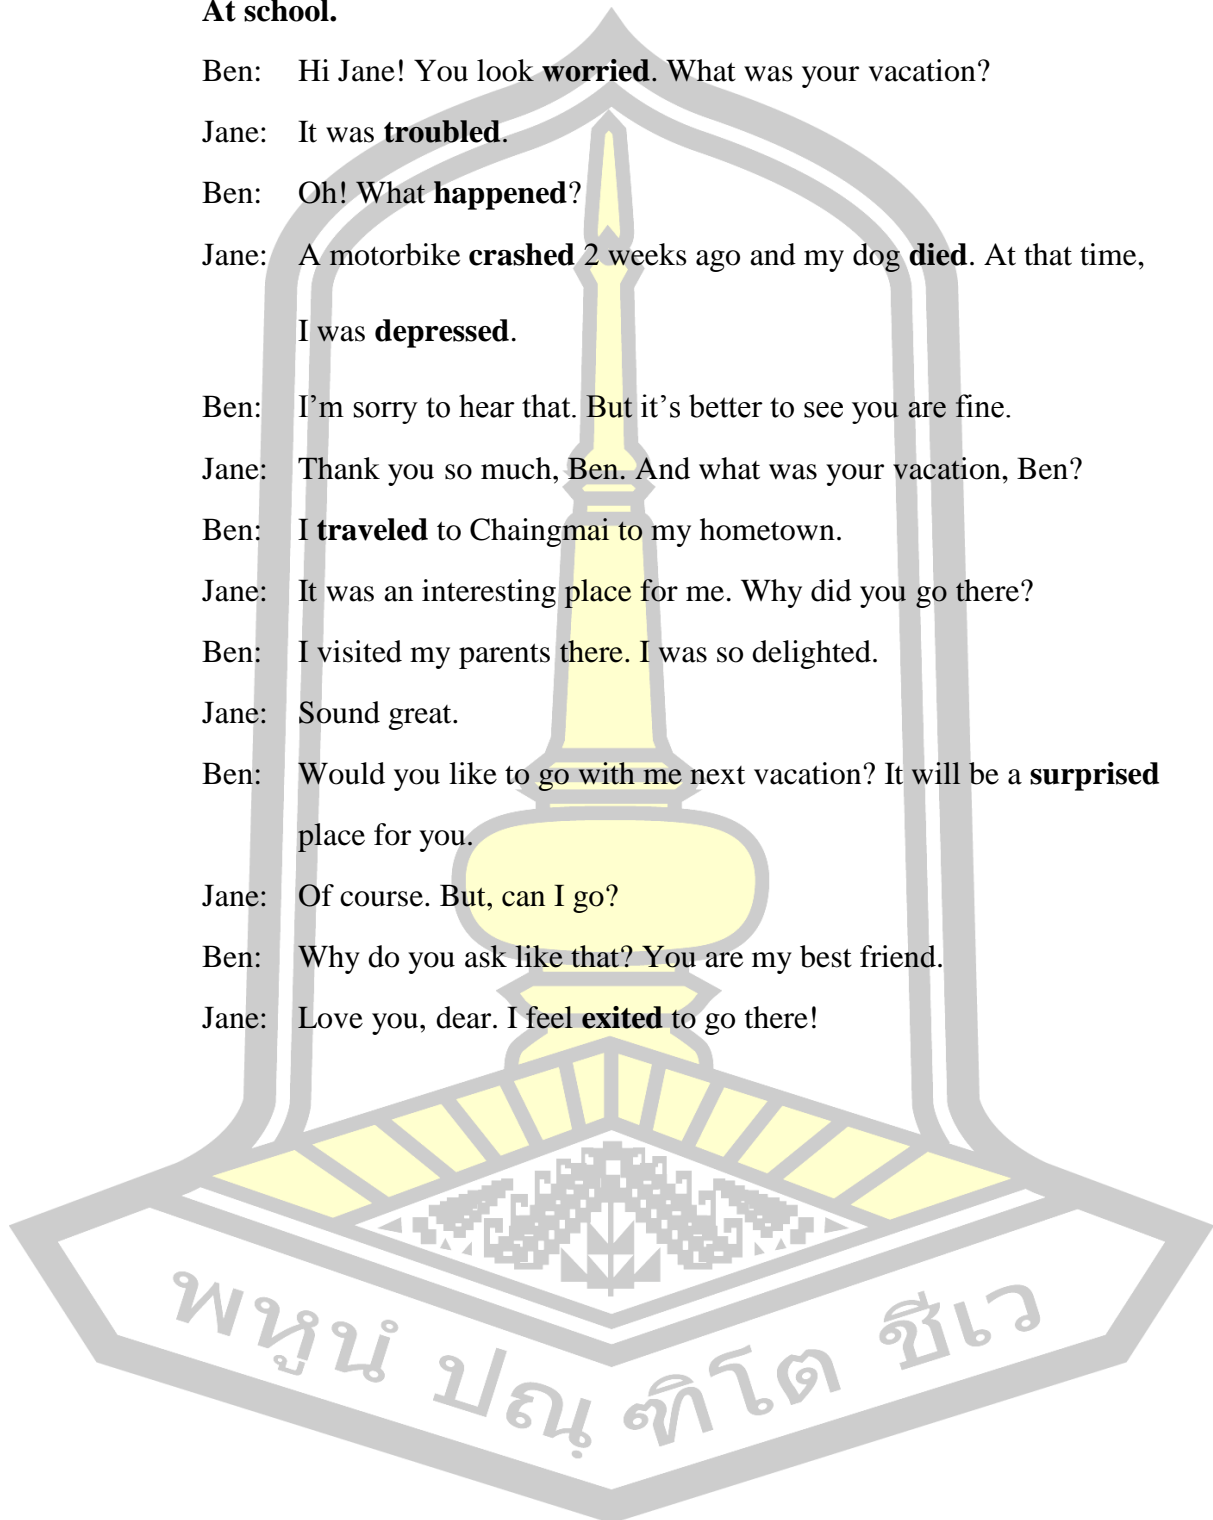 At school.
Ben: Hi Jane! You look worried. What was your vacation?
Jane: It was troubled.
Ben: Oh! What happened?
Jane: A motorbike crashed 2 weeks ago and my dog died. At that time,
I was depressed.
Ben: I’m sorry to hear that. But it’s better to see you are fine.
Jane: Thank you so much, Ben. And what was your vacation, Ben?
Ben: I traveled to Chaingmai to my hometown.
Jane: It was an interesting place for me. Why did you go there?
Ben: I visited my parents there. I was so delighted.
Jane: Sound great.
Ben: Would you like to go with me next vacation? It will be a surprised
place for you.
Jane: Of course. But, can I go?
Ben: Why do you ask like that? You are my best friend.
Jane: Love you, dear. I feel exited to go there!
พหูนํ ปณฺฑิโต ชีเว